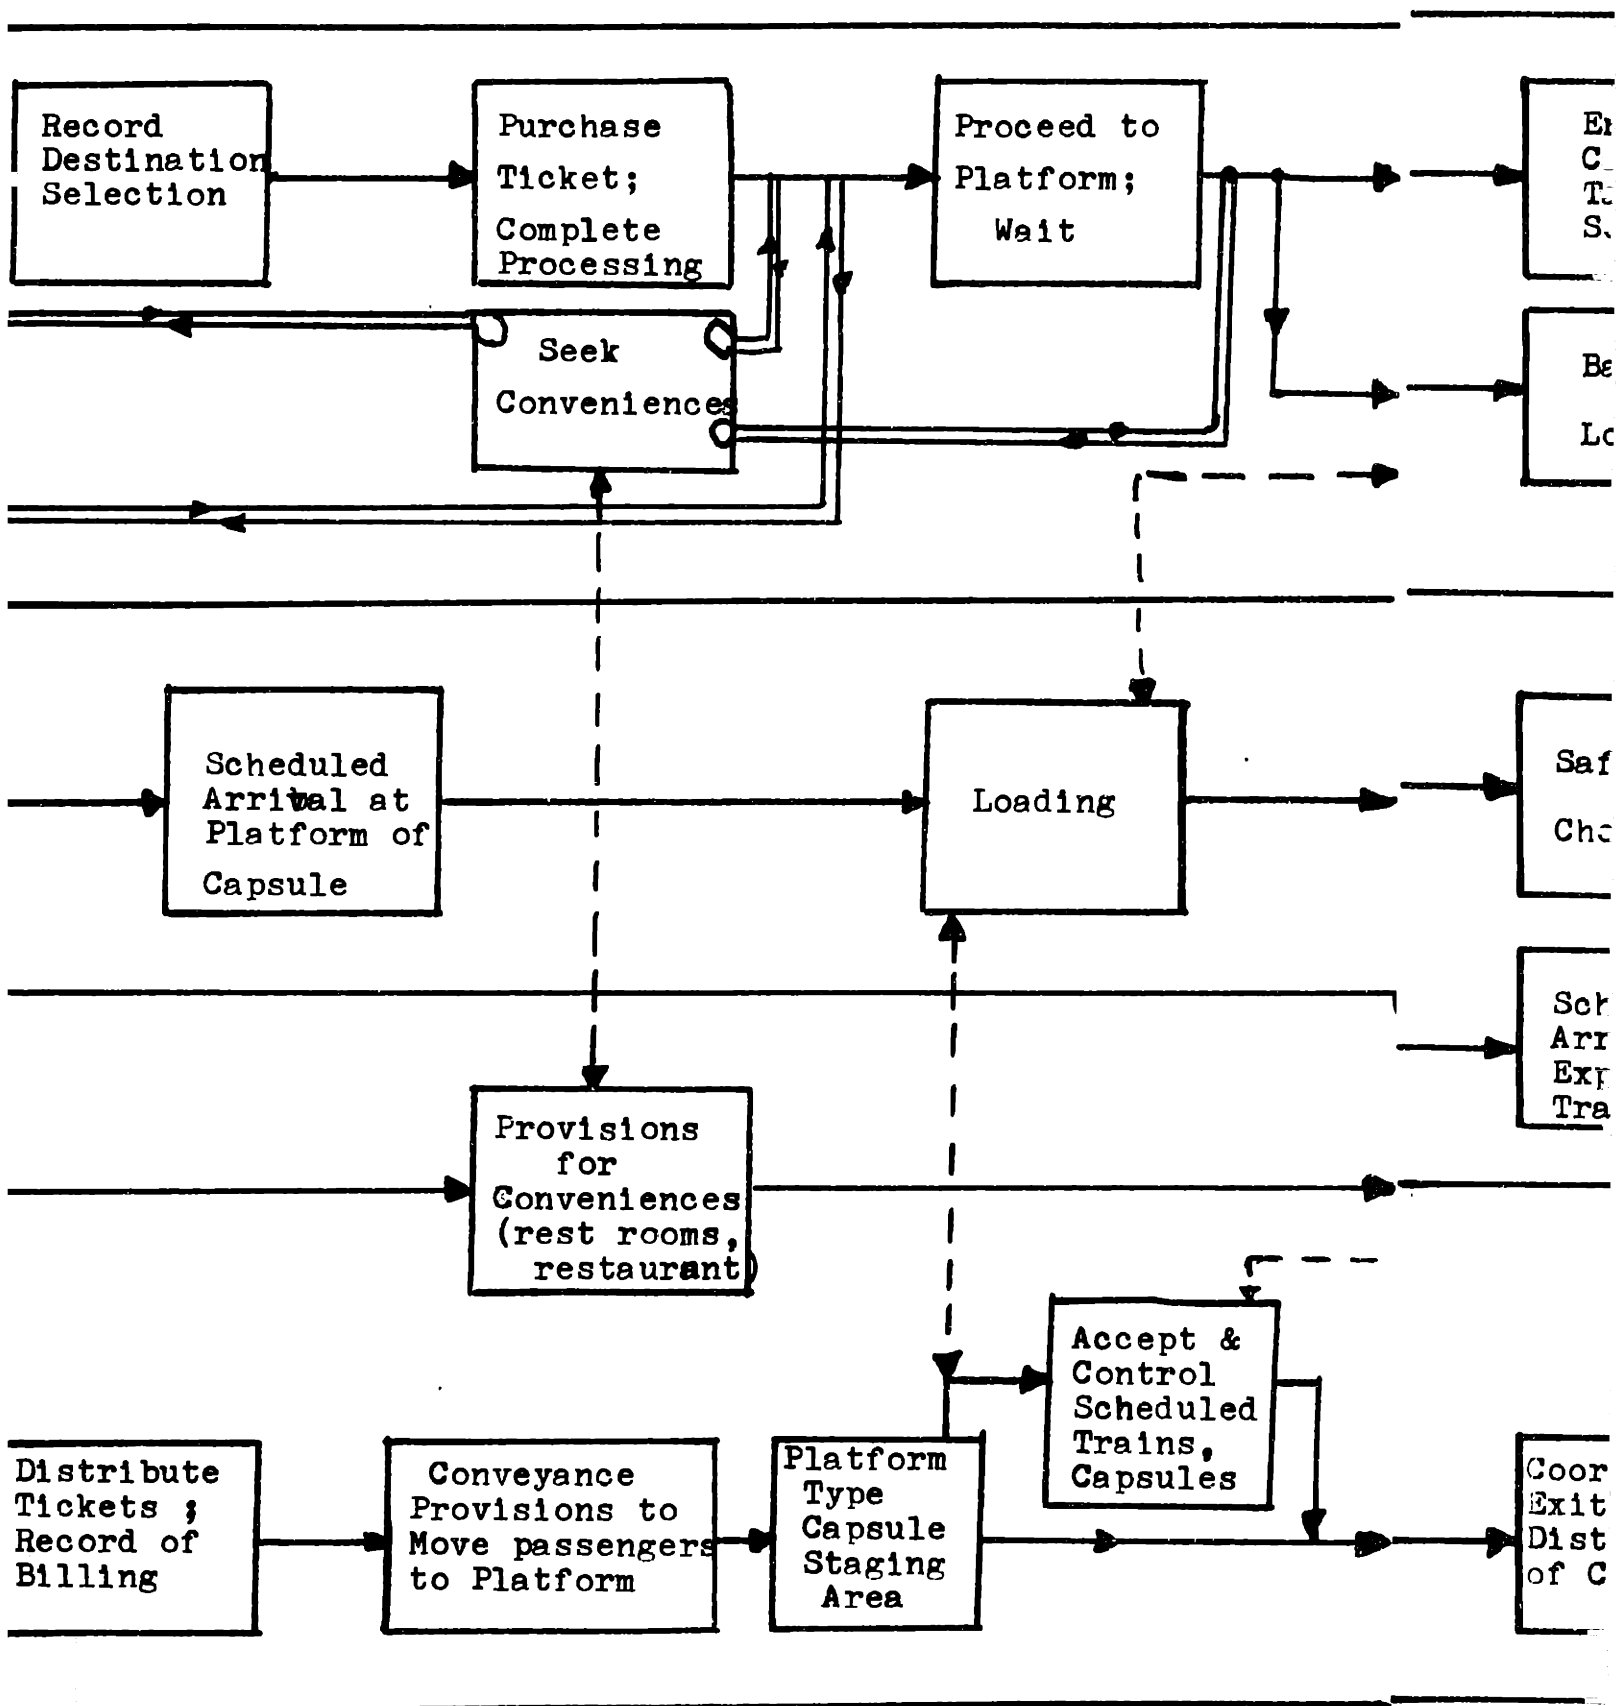 Record
Destination
Selection
Purchase
Ticket;
Complete
Processing
Proceed to
Platform;
Wait
Seek
Conveniences
Scheduled
Arrival at
Platform of
Capsule
Loading
Provisions
for
Conveniences
(rest rooms,
restaurant)
Accept &
Control
Scheduled
Trains,
Capsules
Distribute
Tickets ;
Record of
Billing
Conveyance
Provisions to
Move passengers
to Platform
Platform
Type
Capsule
Staging
Area
Exit
of C